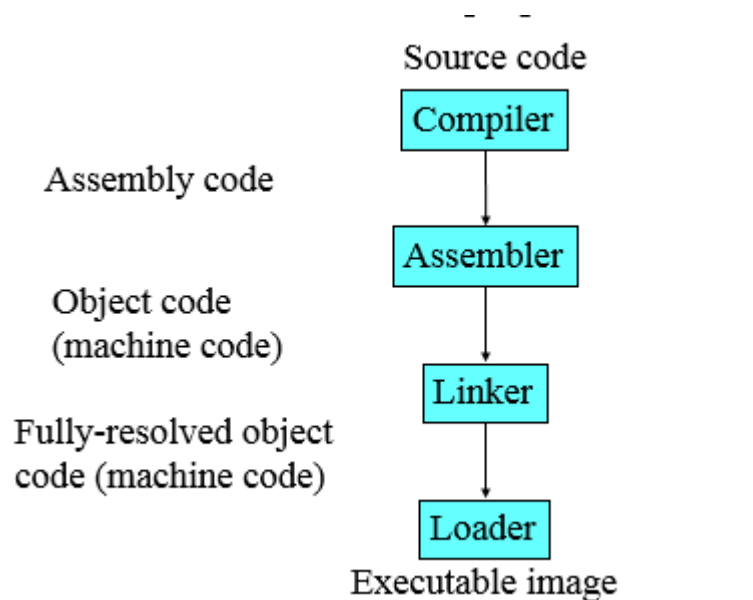 Source code
Compiler
Assembly code
Assembler
Object code
(machine code)
Linker
Fully-resolved object
code (machine code)
Loader
Executable image